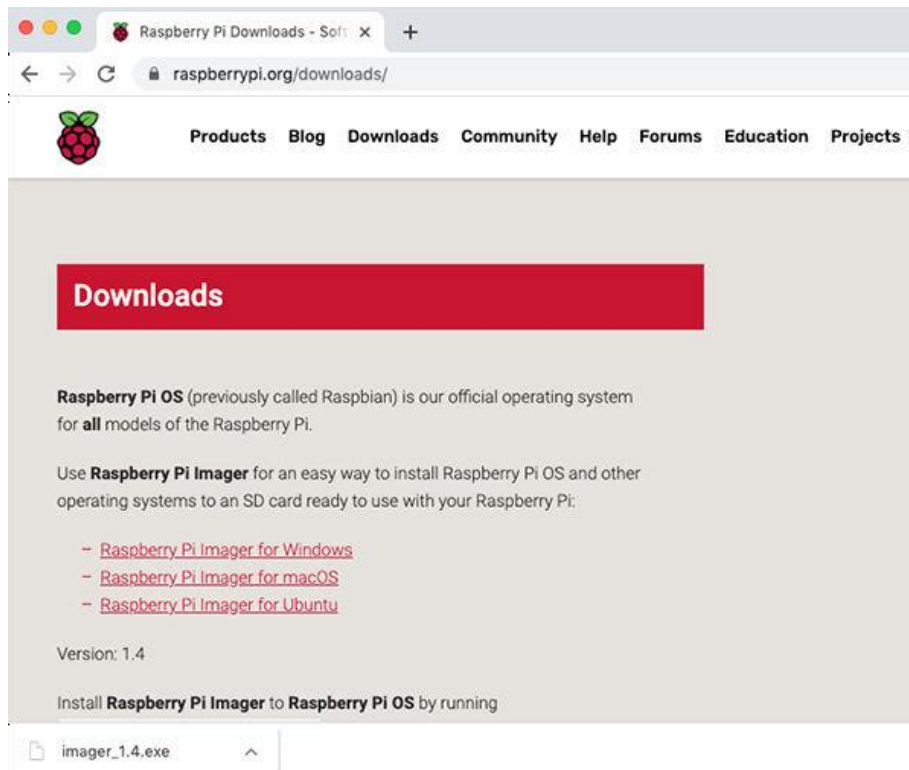 Raspberry Pi Downloads - Sof
raspberrypi.org/downloads/
Products Blog Downloads Community Help Forums Education Projects
Downloads
Raspberry Pi OS (previously called Raspbian) is our official operating system
for all models of the Raspberry Pi.
Use Raspberry Pi Imager for an easy way to install Raspberry Pi OS and other
operating systems to an SD card ready to use with your Raspberry Pi:
– Raspberry Pi Imager for Windows
– Raspberry Pi Imager for macOS
– Raspberry Pi Imager for Ubuntu
Version: 1.4
Install Raspberry Pi Imager to Raspberry Pi OS by running
imager_1.4.exe